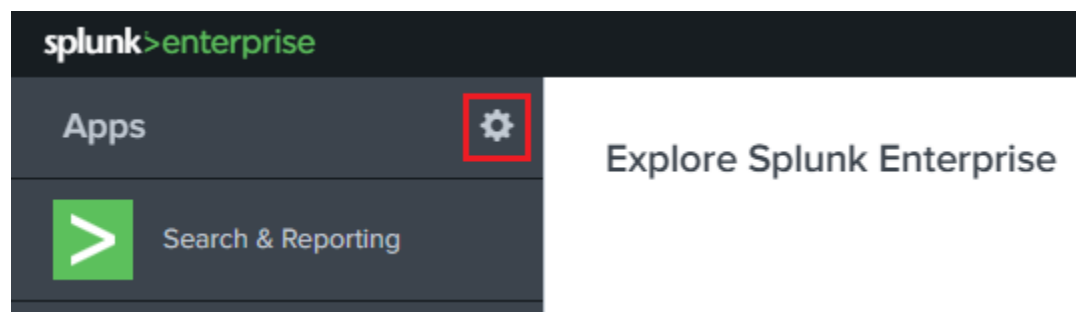 splunk>enterprise
Apps
Explore Splunk Enterprise
Search & Reporting